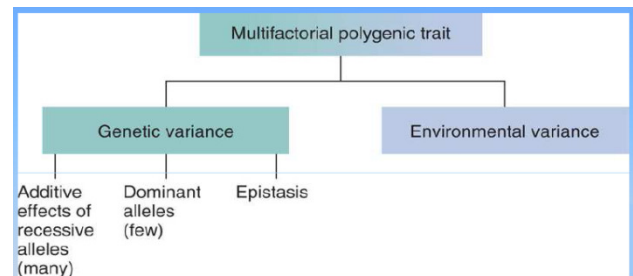 Multifactorial polygenic trait
Genetic variance
Environmental variance
Additive
effects of
recessive
alleles
(many)
Dominant
alleles
(few)
Epistasis